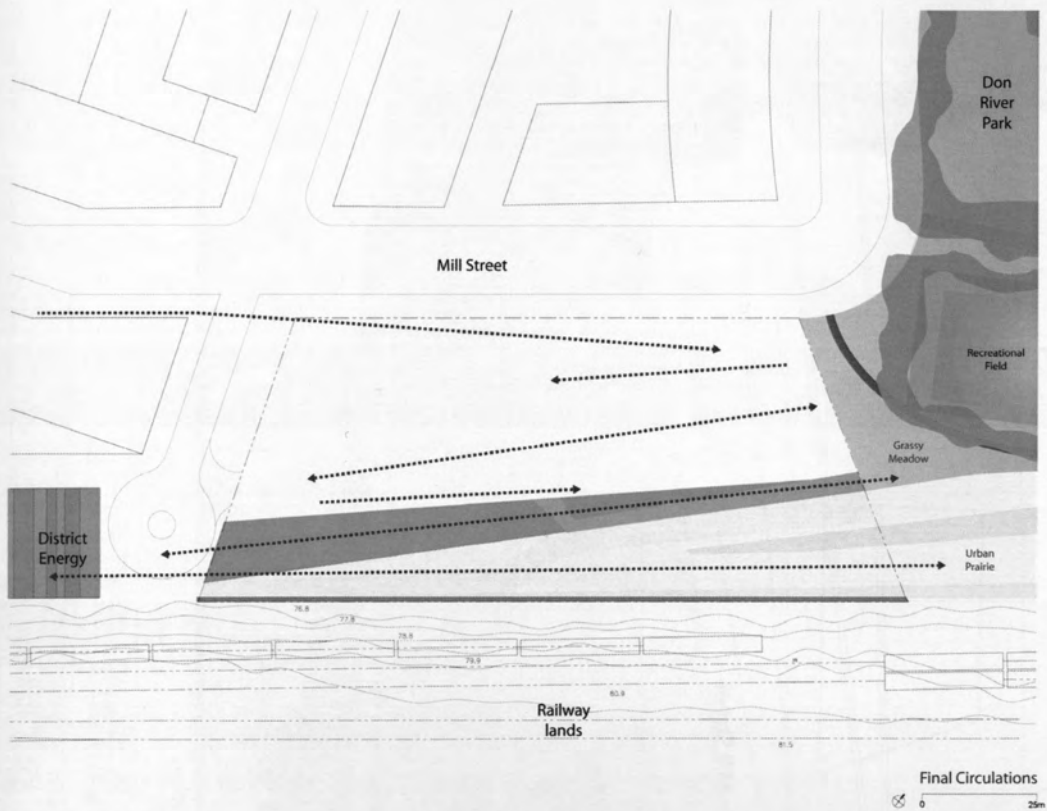 Don
River
Park
Mill Street
Recreational
Field
Grassy
Meadow
District
Energy
Urban
Prairie
76.8
77.8
78.8
79.9
80.9
Railway
lands
81.5
Final Circulations
0 25m